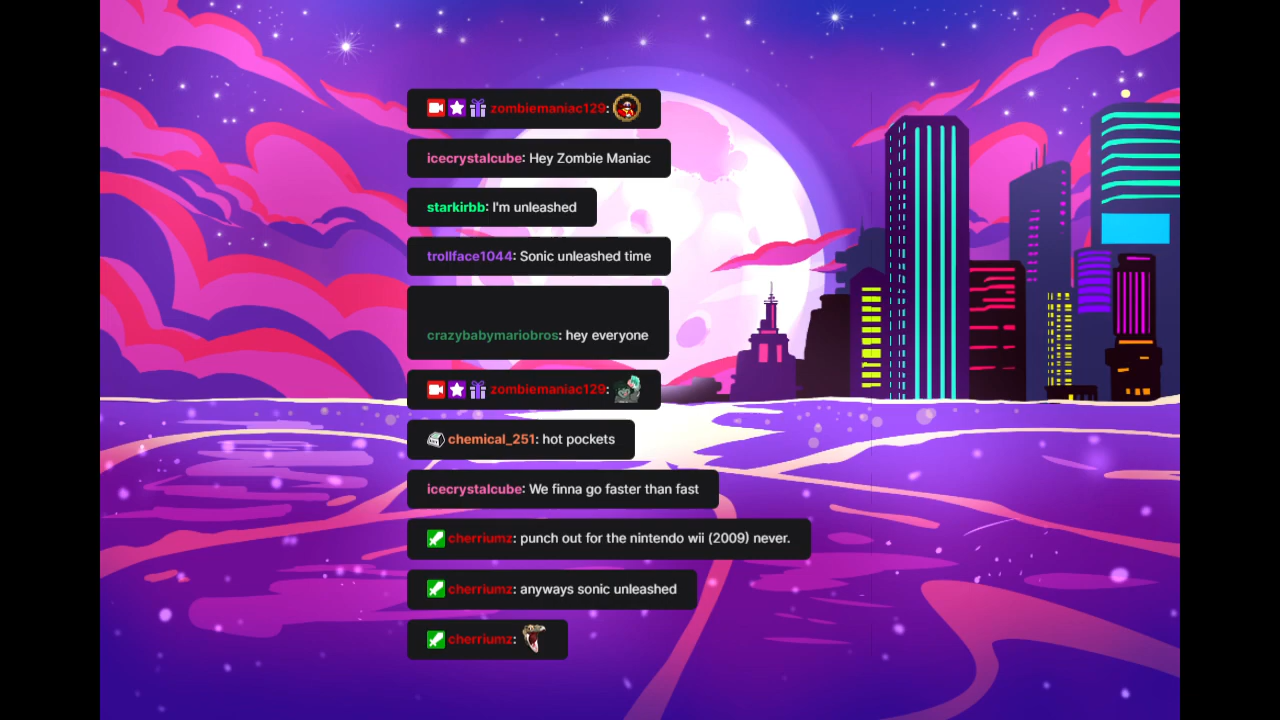 zombiemaniac129:
icecrystalcube: Hey Zombie Maniac
starkirbb: I'm unleashed
trollface1044: Sonic unleashed time
crazybabymariobros: hey everyone
zombiemaniac129:
chemical_251: hot pockets
icecrystalcube: We finna go faster than fast
cherriumz: punch out for the nintendo wii (2009) never.
cherriumz: anyways sonic unleashed
cherriumz: